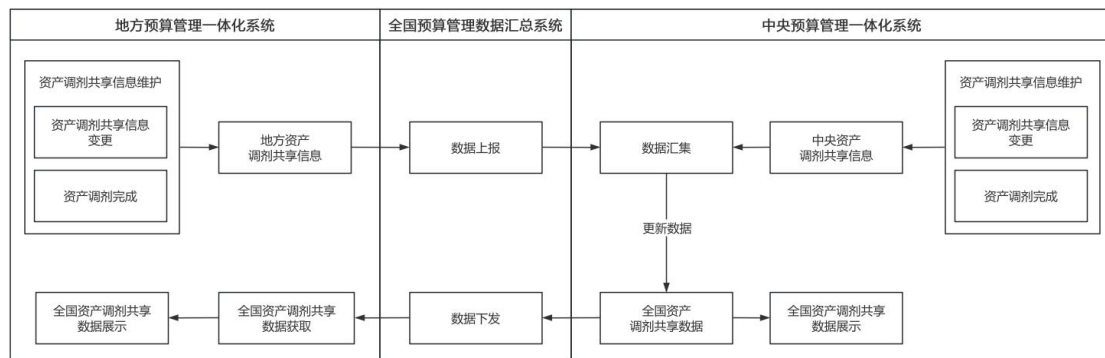 地方预算管理一体化系统
全国预算管理数据汇总系统
中央预算管理一体化系统
资产调剂共享信息维护
资产调剂共享信息
变更
资产调剂完成
地方资产
调剂共享信息
数据上报
数据汇集
中央资产
调剂共享信息
资产调剂共享信息维护
资产调剂共享信息
变更
资产调剂完成
更新数据
全国资产调剂共享
数据展示
全国资产调剂共享
数据获取
数据下发
全国资产
调剂共享数据
全国资产调剂共享
数据展示